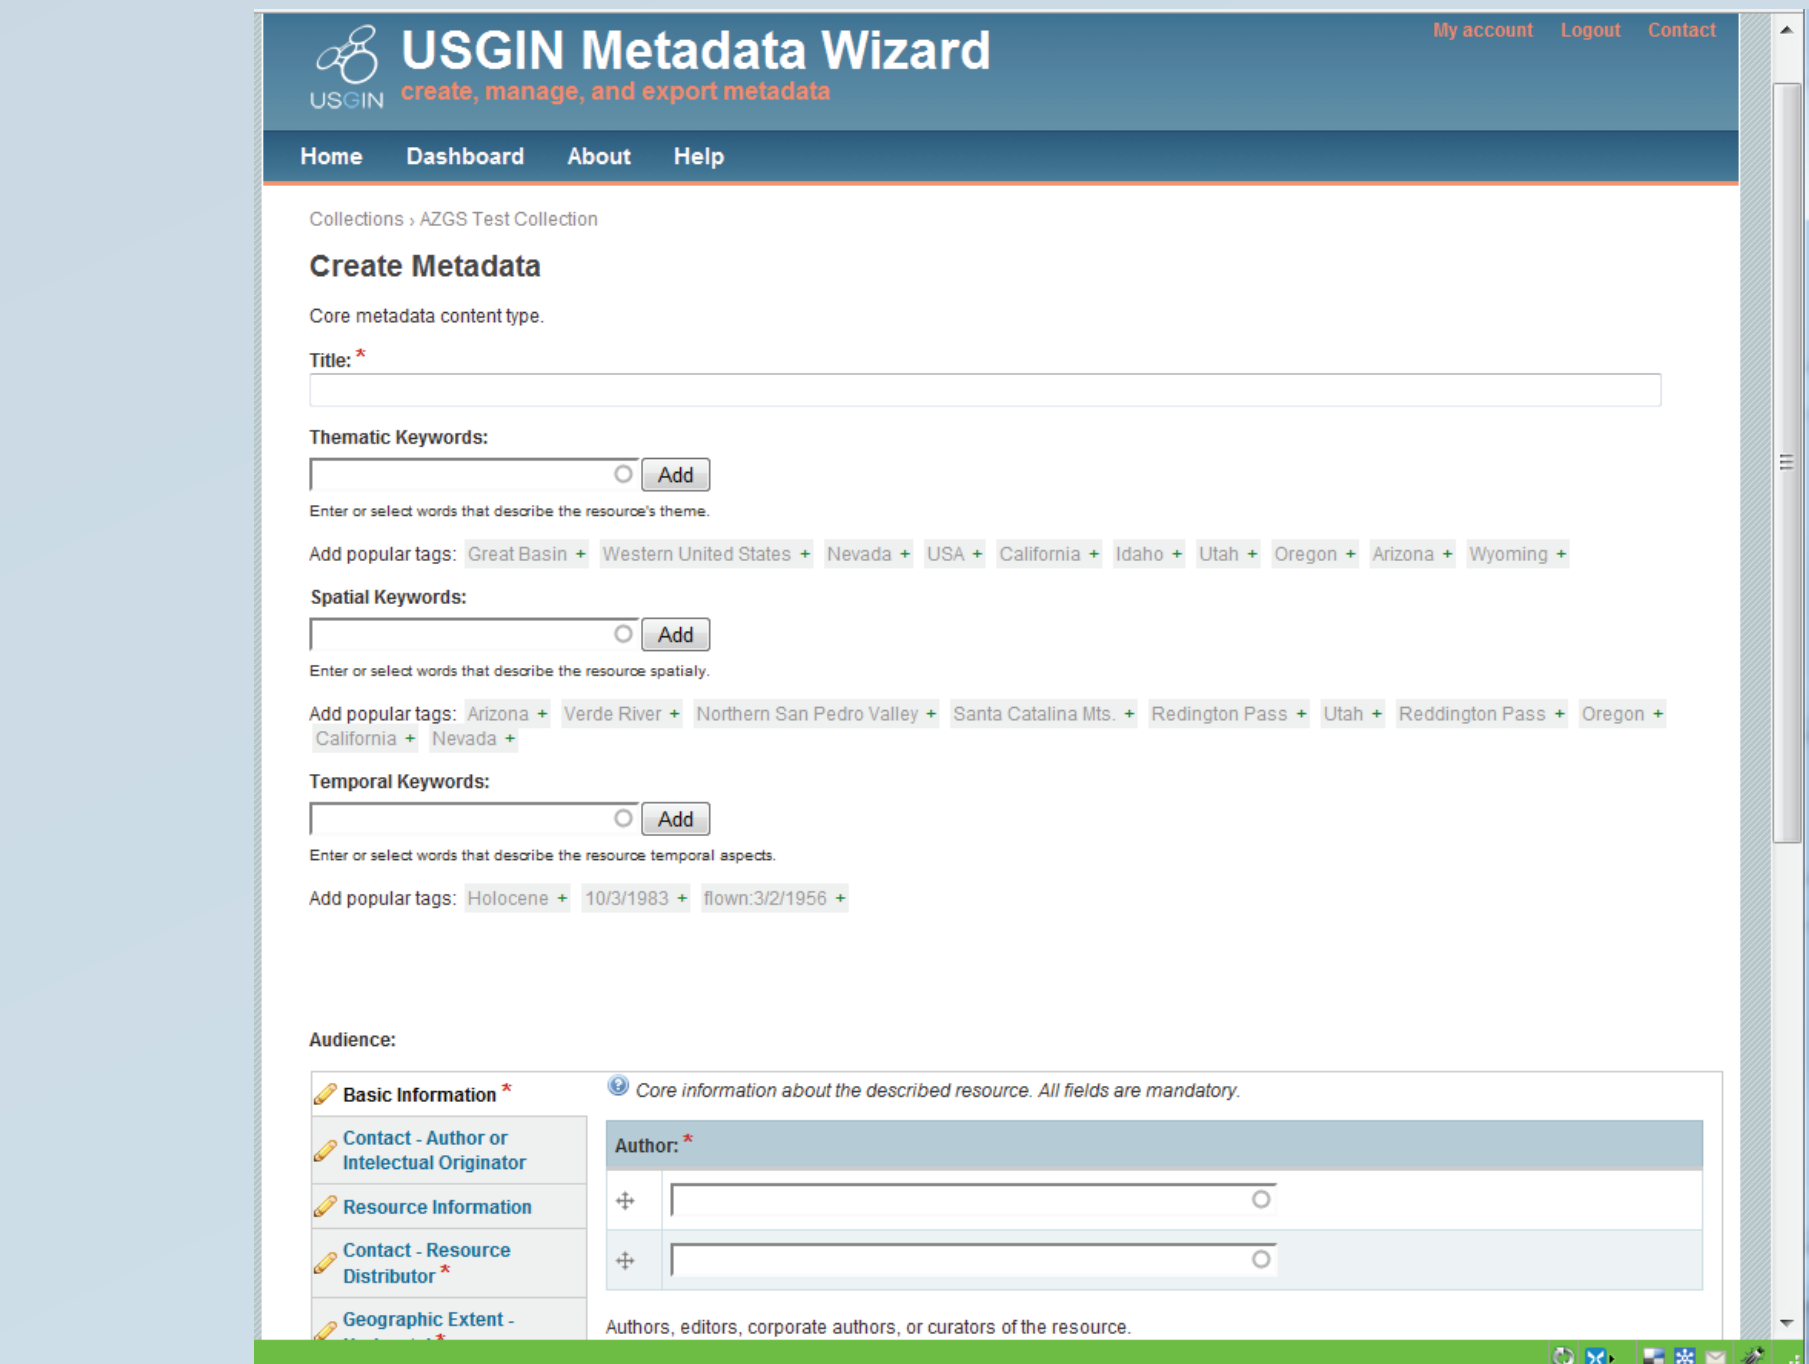 My account Logout Contact
USGIN Metadata Wizard
USGIN create, manage, and export metadata
Home Dashboard About Help
Collections › AZGS Test Collection
Create Metadata
Core metadata content type.
Title: *
Thematic Keywords:
Add
Enter or select words that describe the resource's theme.
Add popular tags: Great Basin + Western United States + Nevada + USA + California + Idaho + Utah + Oregon + Arizona + Wyoming +
Spatial Keywords:
Add
Enter or select words that describe the resource spatialy.
Add popular tags: Arizona + Verde River + Northern San Pedro Valley + Santa Catalina Mts. + Redington Pass + Utah + Reddington Pass + Oregon +
California + Nevada +
Temporal Keywords:
Add
Enter or select words that describe the resource temporal aspects.
Add popular tags: Holocene + 10/3/1983 + flown:3/2/1956 +
Audience:
Basic Information *
Contact - Author or
Intelectual Originator
Resource Information
Contact - Resource
Distributor *
Geographic Extent -
Core information about the described resource. All fields are mandatory.
Author: *
Authors, editors, corporate authors, or curators of the resource.